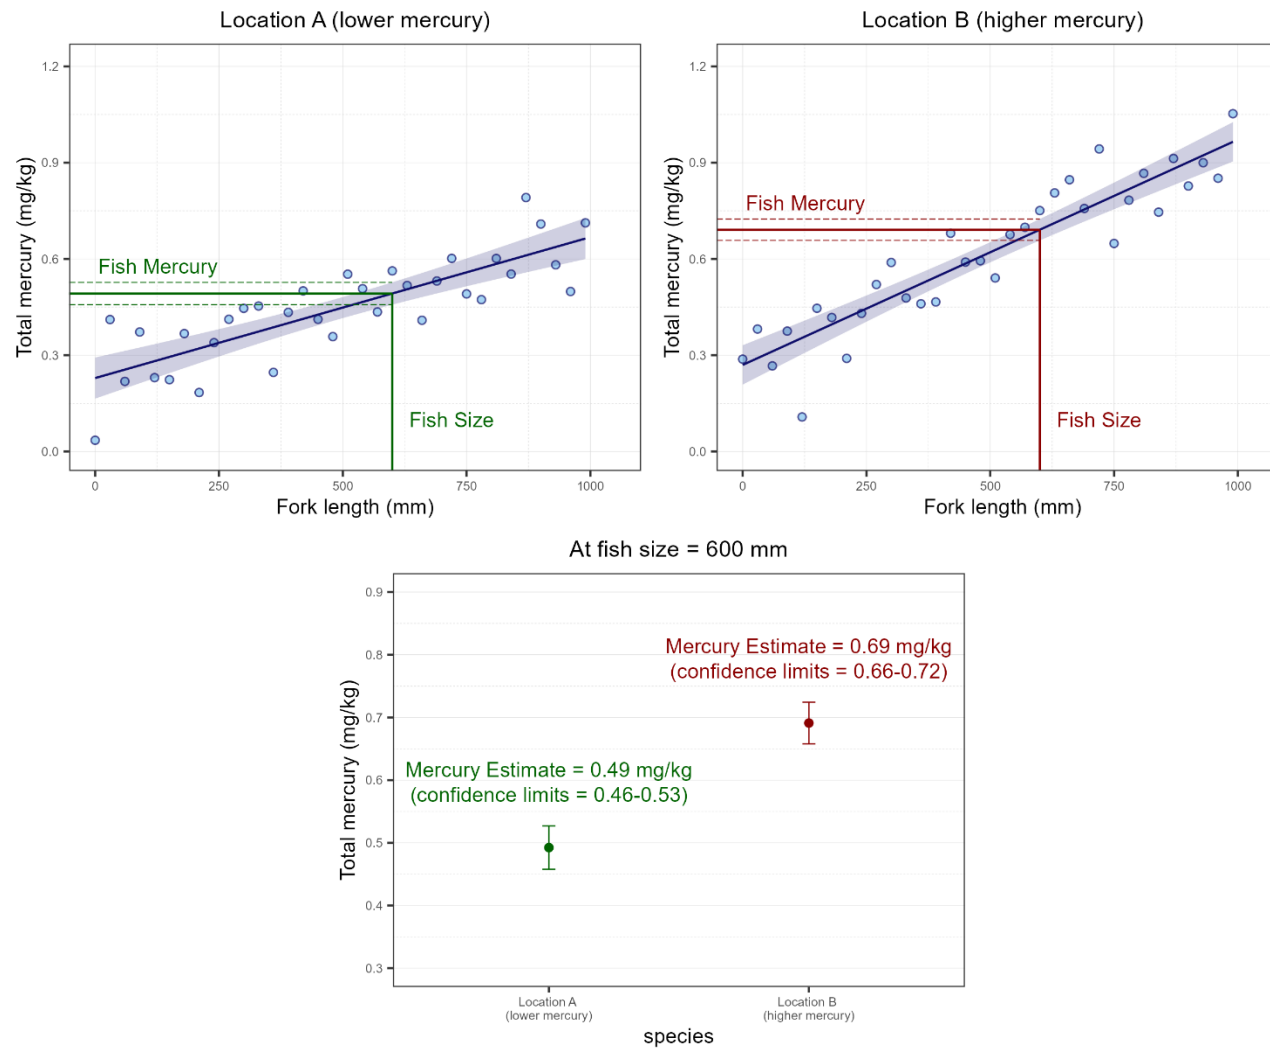 Location A (lower mercury)
Total mercury (mg/kg)
1.2
0.9
0.6
0.3
0.0
Fish Mercury
Fish Size
0
250
500
750
1000
Fork length (mm)
Location B (higher mercury)
Total mercury (mg/kg)
1.2
0.9
0.6
0.3
0.0
Fish Mercury
Fish Size
0
250
500
750
1000
Fork length (mm)
At fish size = 600 mm
Total mercury (mg/kg)
0.9
0.8
0.7
0.6
0.5
0.4
0.3
Mercury Estimate = 0.69 mg/kg
(confidence limits = 0.66-0.72)
Mercury Estimate = 0.49 mg/kg
(confidence limits = 0.46-0.53)
Location A
(lower mercury)
Location B
(higher mercury)
species